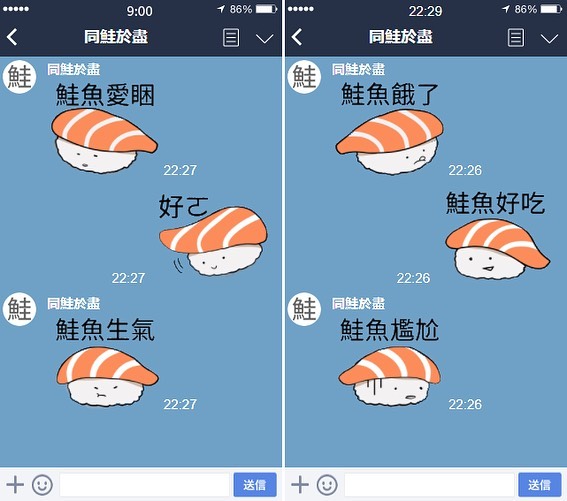 9:00
86%
同鮭於盡
鮭
同鮭於盡
鮭魚愛睏
22:27
好ㄛ
22:27
鮭
同鮭於盡
鮭魚生氣
22:27
送信
22:29
86%
同鮭於盡
鮭
同鮭於盡
鮭魚餓了
22:26
鮭魚好吃
22:26
鮭
同鮭於盡
鮭魚尷尬
22:26
送信